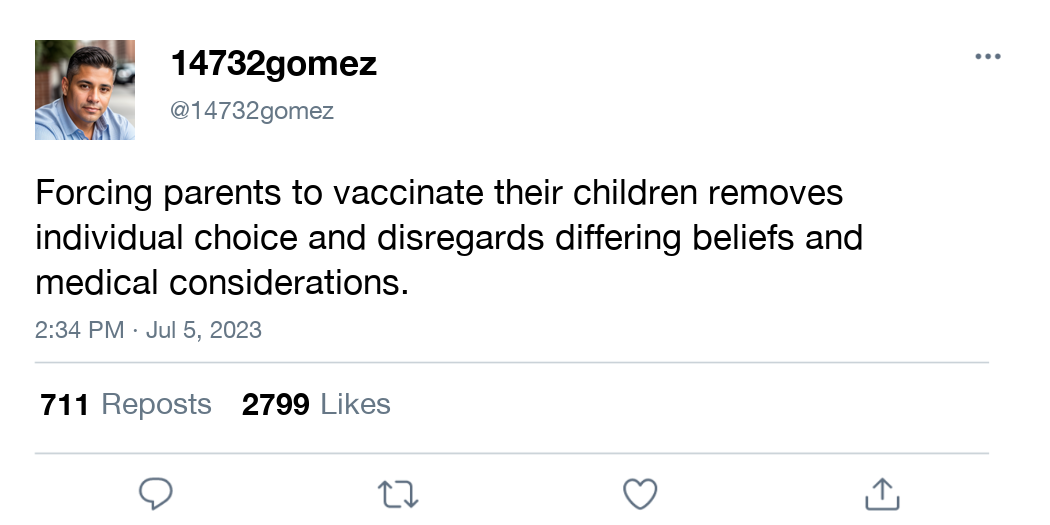 14732gomez
@14732gomez
Forcing parents to vaccinate their children removes
individual choice and disregards differing beliefs and
medical considerations.
2:34 PM · Jul 5, 2023
711 Reposts 2799 Likes